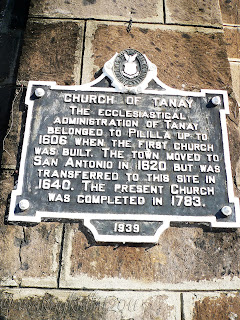 CHURCH OF TANAY
THE ECCLESIASTICAL
ADMINISTRATION OF TANAY
BELONGED TO PILILLA UP TO
1606 WHEN THE FIRST CHURCH
WAS BUILT. THE TOWN MOVED TO
SAN ANTONIO IN 1620 BUT WAS
TRANSFERRED TO THIS SITE IN
1640. THE PRESENT CHURCH
WAS COMPLETED IN 1783.
1939